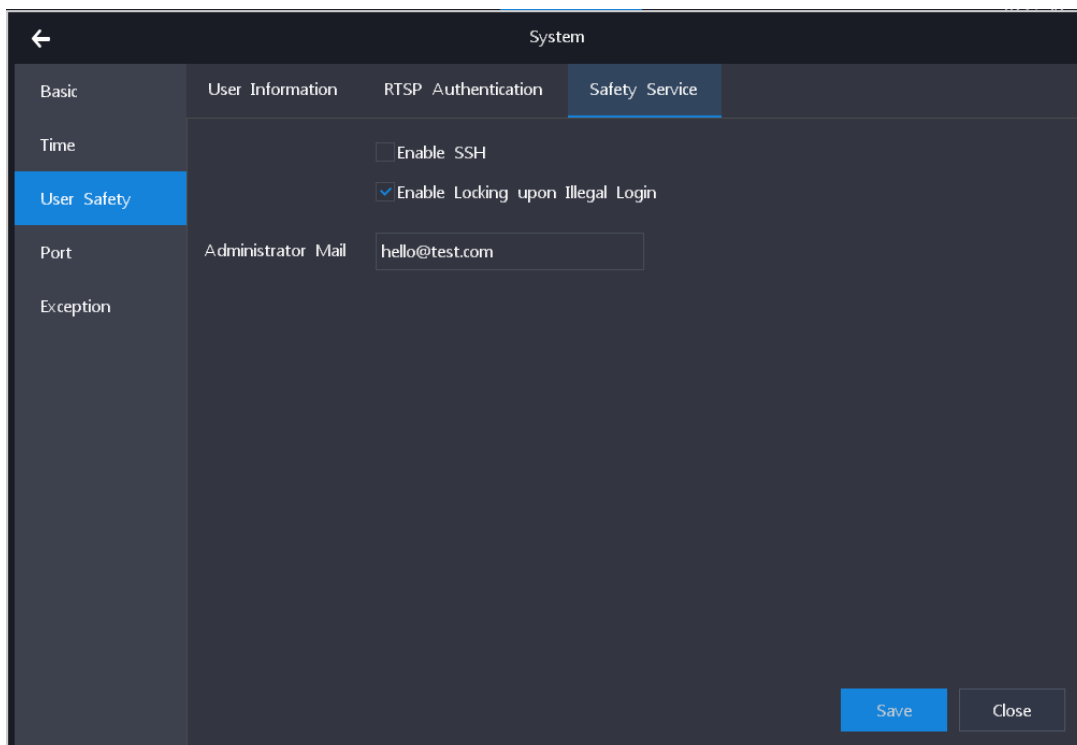 System
Basic
Time
User Safety
Port
Exception
User Information RTSP Authentication Safety Service
Enable SSH
Enable Locking upon Illegal Login
Administrator Mail hello@test.com
Save Close